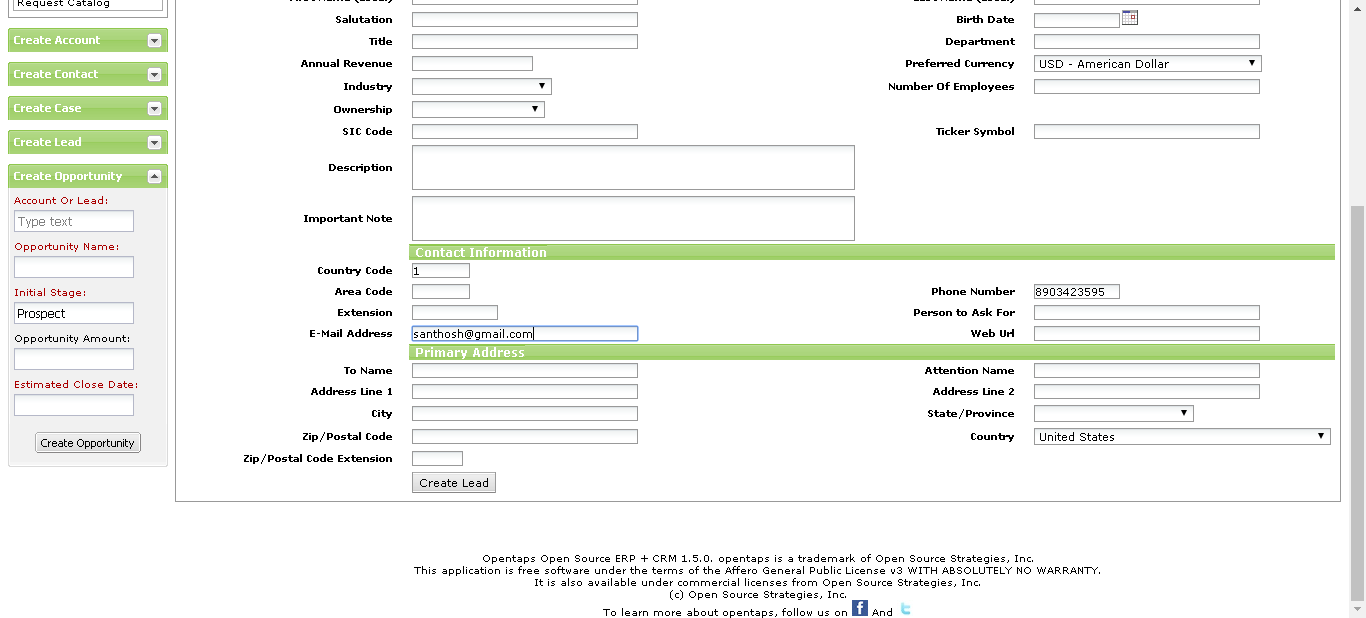 Request Catalog
Create Account
Create Contact
Create Case
Create Lead
Create Opportunity
Account Or Lead:
Type text
Opportunity Name:
Initial Stage:
Prospect
Opportunity Amount:
Estimated Close Date:
Create Opportunity
Salutation
Birth Date
Title
Department
Annual Revenue
Preferred Currency
USD - American Dollar
Industry
Number Of Employees
Ownership
SIC Code
Ticker Symbol
Description
Important Note
Contact Information
Country Code
1
Area Code
Phone Number
8903423595
Extension
Person to Ask For
E-Mail Address
santhosh@gmail.com
Web Url
Primary Address
To Name
Attention Name
Address Line 1
Address Line 2
City
State/Province
Zip/Postal Code
Country
United States
Zip/Postal Code Extension
Create Lead
Opentaps Open Source ERP + CRM 1.5.0. opentaps is a trademark of Open Source Strategies, Inc.
This application is free software under the terms of the Affero General Public License v3 WITH ABSOLUTELY NO WARRANTY.
It is also available under commercial licenses from Open Source Strategies, Inc.
(c) Open Source Strategies, Inc.
To learn more about opentaps, follow us on f And t